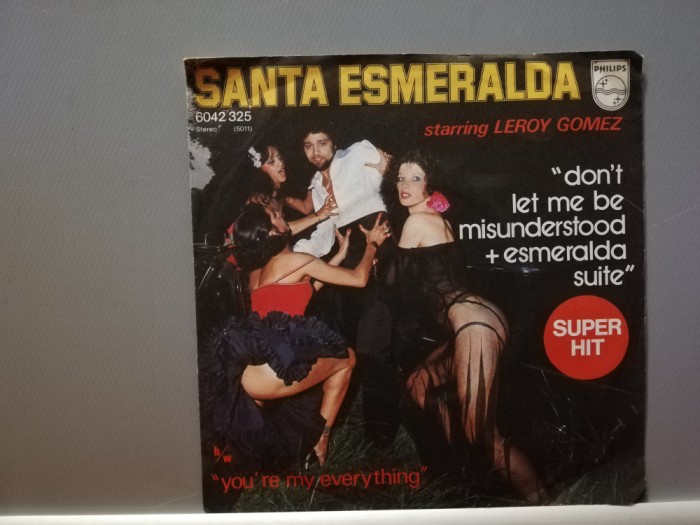 SANTA ESMERALDA
PHILIPS
6042 325
Stereo (5011)
starring LEROY GOMEZ
"don't
let me be
misunderstood
+ esmeralda
suite"
SUPER
HIT
b/w
"you're my everything"